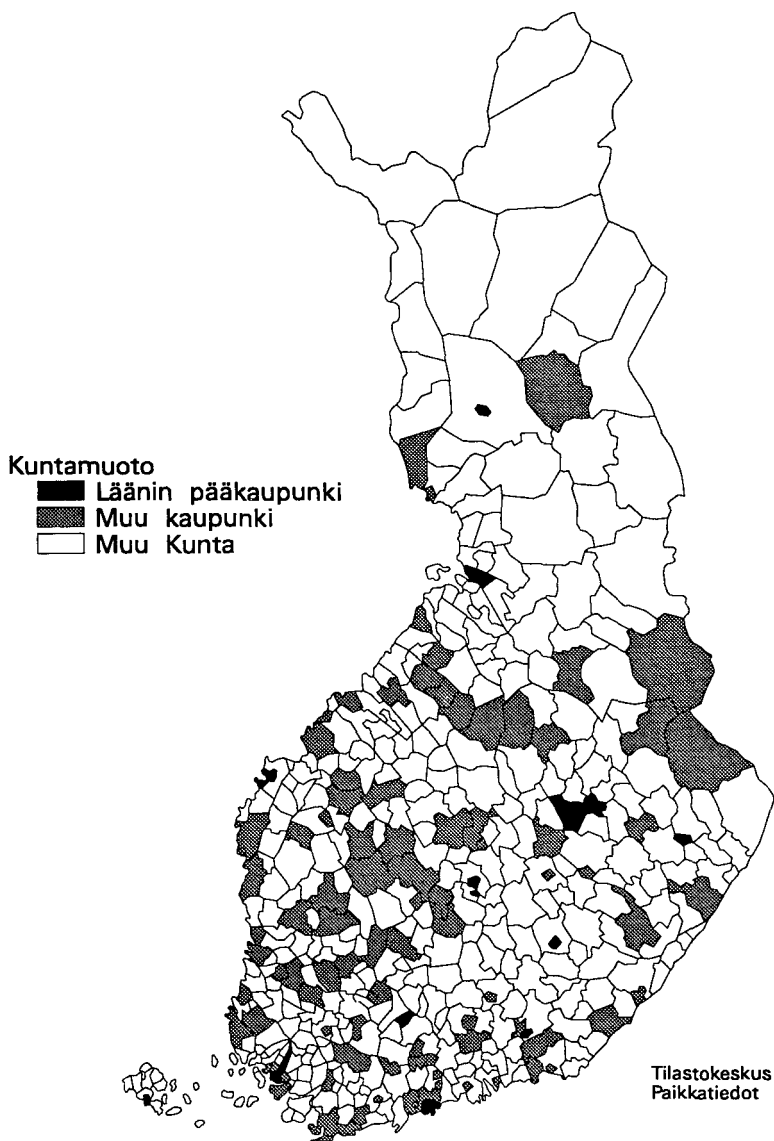 Kuntamuoto
Läänin pääkaupunki
Muu kaupunki
Muu Kunta
Tilastokeskus
Paikkatiedot